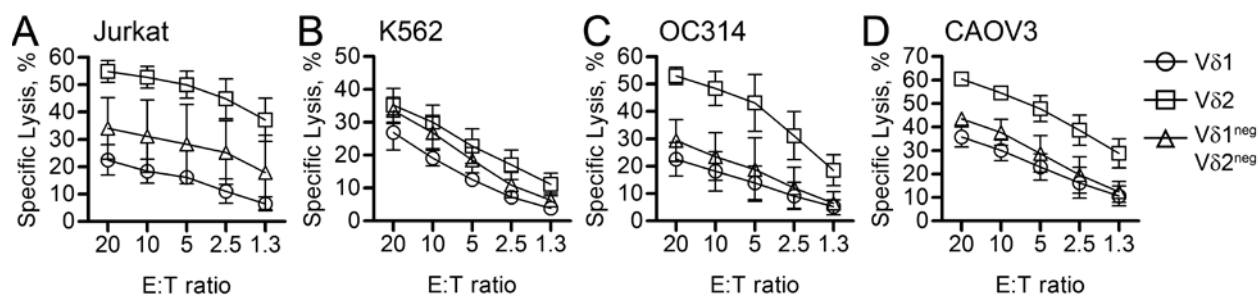 A Jurkat
Specific Lysis, %
60
50
40
30
20
10
0
20 10 5 2.5 1.3
E:T ratio
B K562
Specific Lysis, %
50
40
30
20
10
0
20 10 5 2.5 1.3
E:T ratio
C OC314
Specific Lysis, %
60
50
40
30
20
10
0
20 10 5 2.5 1.3
E:T ratio
D CAOV3
Specific Lysis, %
70
60
50
40
30
20
10
0
20 10 5 2.5 1.3
E:T ratio
Vδ1
Vδ2
Vδ1neg
Vδ2neg